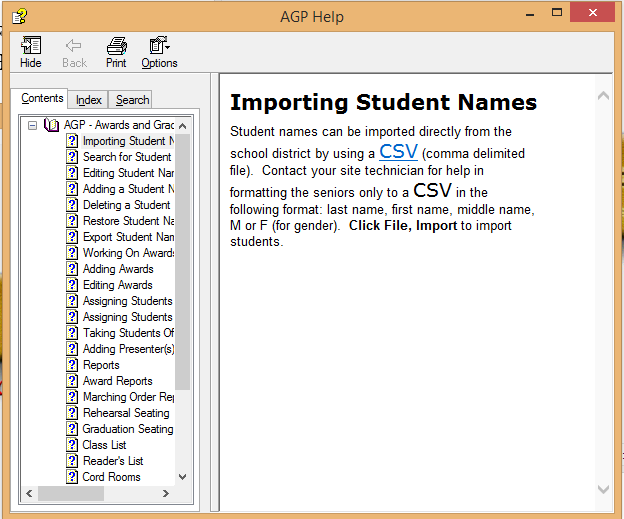 AGP Help
Hide
Back
Print
Options
Contents
Index
Search
AGP - Awards and Grad
Importing Student N
Search for Student
Editing Student Nar
Adding a Student N
Deleting a Student
Restore Student Na
Export Student Nam
Working On Awards
Adding Awards
Editing Awards
Assigning Students
Assigning Students
Taking Students Of
Adding Presenter(s)
Reports
Award Reports
Marching Order Rep
Rehearsal Seating
Graduation Seating
Class List
Reader's List
Cord Rooms
Importing Student Names
Student names can be imported directly from the
school district by using a CSV (comma delimited
file).  Contact your site technician for help in
formatting the seniors only to a CSV in the
following format: last name, first name, middle name,
M or F (for gender).  Click File, Import to import
students.